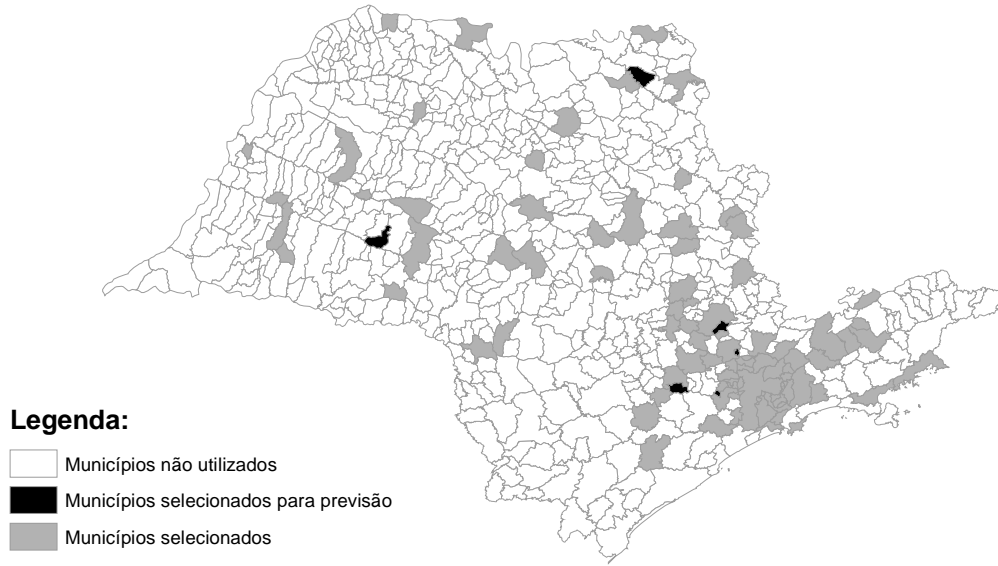 Legenda:
Municípios não utilizados
Municípios selecionados para previsão
Municípios selecionados